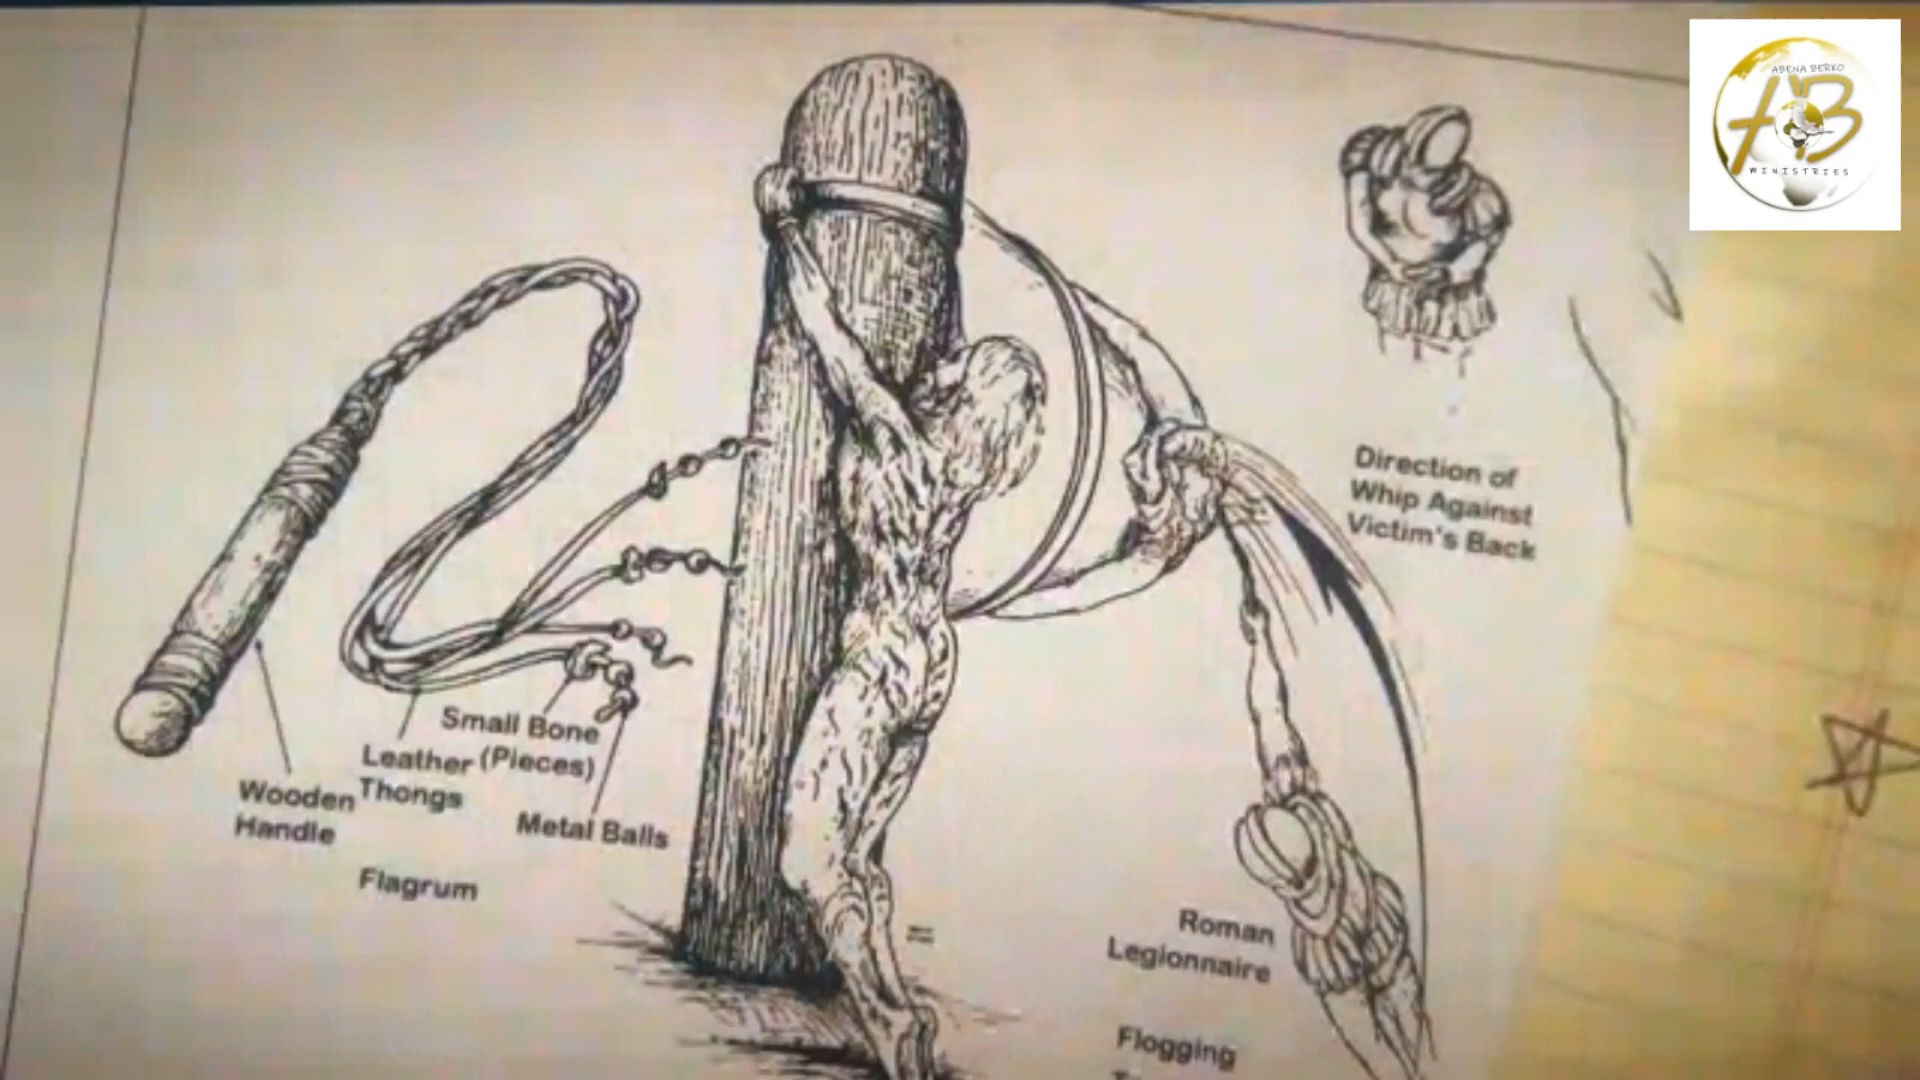 ABENA BERKO
AB
MINISTRIES
Direction of
Whip Against
Victim's Back
Small Bone
(Pieces)
Leather
Thongs
Wooden
Handle
Metal Balls
Flagrum
Roman
Legionnaire
Flogging